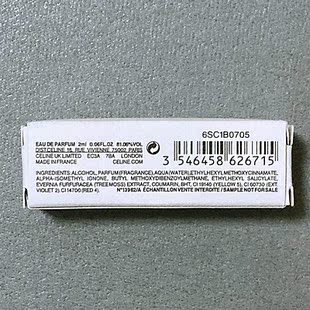 6SC1B0705
EAU DE PARFUM 2ml 0.06FL.OZ 81.00%VOL
DIST.CELINE 16, RUE VIVIENNE 75002 PARIS
CELINE UK LIMITED EC3A 7BA LONDON
MADE IN FRANCE CELINE.COM
3 546458 626715
INGREDIENTS:ALCOHOL, PARFUM(FRAGRANCE),AQUA(WATER),ETHYLHEXYL METHOXYCINNAMATE,
ALPHA-ISOMETHYL IONONE, BUTYL METHOXYDIBENZOYLMETHANE, ETHYLHEXYL SALICYLATE,
EVERNIA FURFURACEA (TREEMOSS) EXTRACT, COUMARIN, BHT, CI 19140 (YELLOW 5), CI 60730 (EXT.
VIOLET 2), CI 14700 (RED 4). N°13962/A ÉCHANTILLON VENTE INTERDITE / SAMPLE NOT FOR SALE